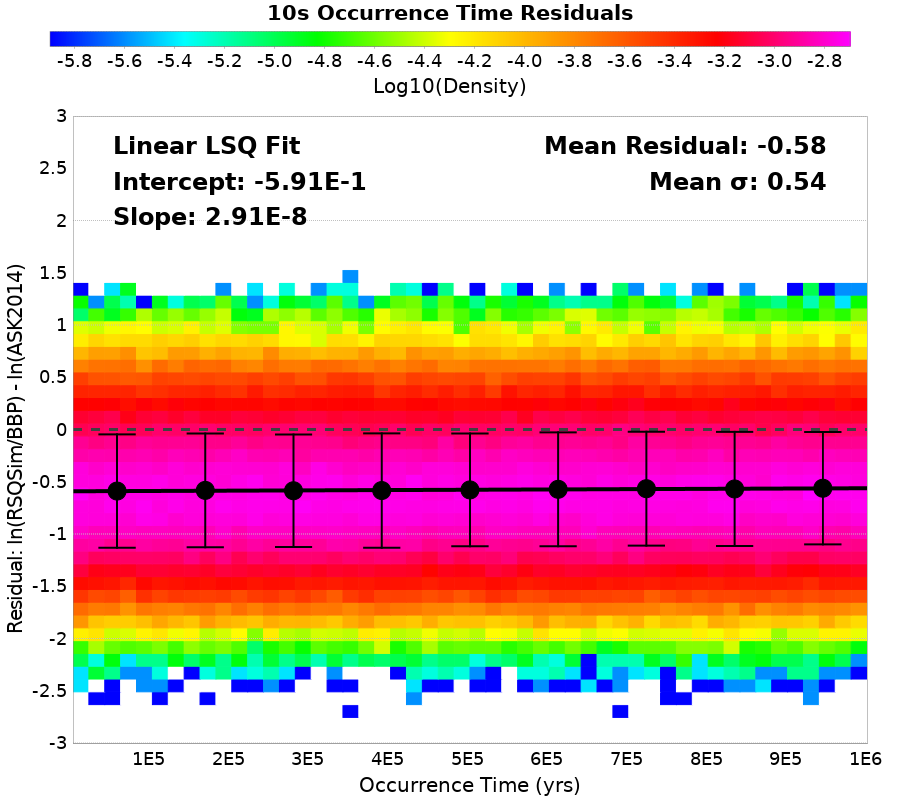 10s Occurrence Time Residuals
-5.8 -5.6 -5.4 -5.2 -5.0 -4.8 -4.6 -4.4 -4.2 -4.0 -3.8 -3.6 -3.4 -3.2 -3.0 -2.8
Log10(Density)
Linear LSQ Fit
Intercept: -5.91E-1
Slope: 2.91E-8
Mean Residual: -0.58
Mean σ: 0.54
Residual: ln(RSQSim/BBP) - ln(ASK2014)
3
2.5
2
1.5
1
0.5
0
-0.5
-1
-1.5
-2
-2.5
-3
1E5 2E5 3E5 4E5 5E5 6E5 7E5 8E5 9E5 1E6
Occurrence Time (yrs)